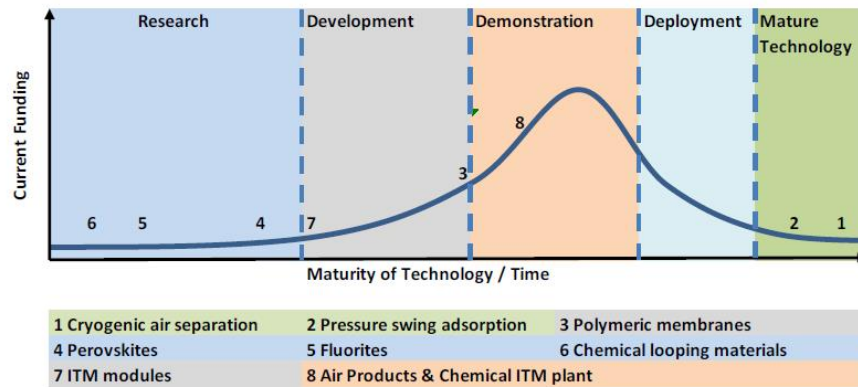 Research Development Demonstration Deployment Mature
Technology
Current Funding
8
3
6 5 4 7 2 1
Maturity of Technology / Time
1 Cryogenic air separation 2 Pressure swing adsorption 3 Polymeric membranes
4 Perovskites 5 Fluorites 6 Chemical looping materials
7 ITM modules 8 Air Products & Chemical ITM plant